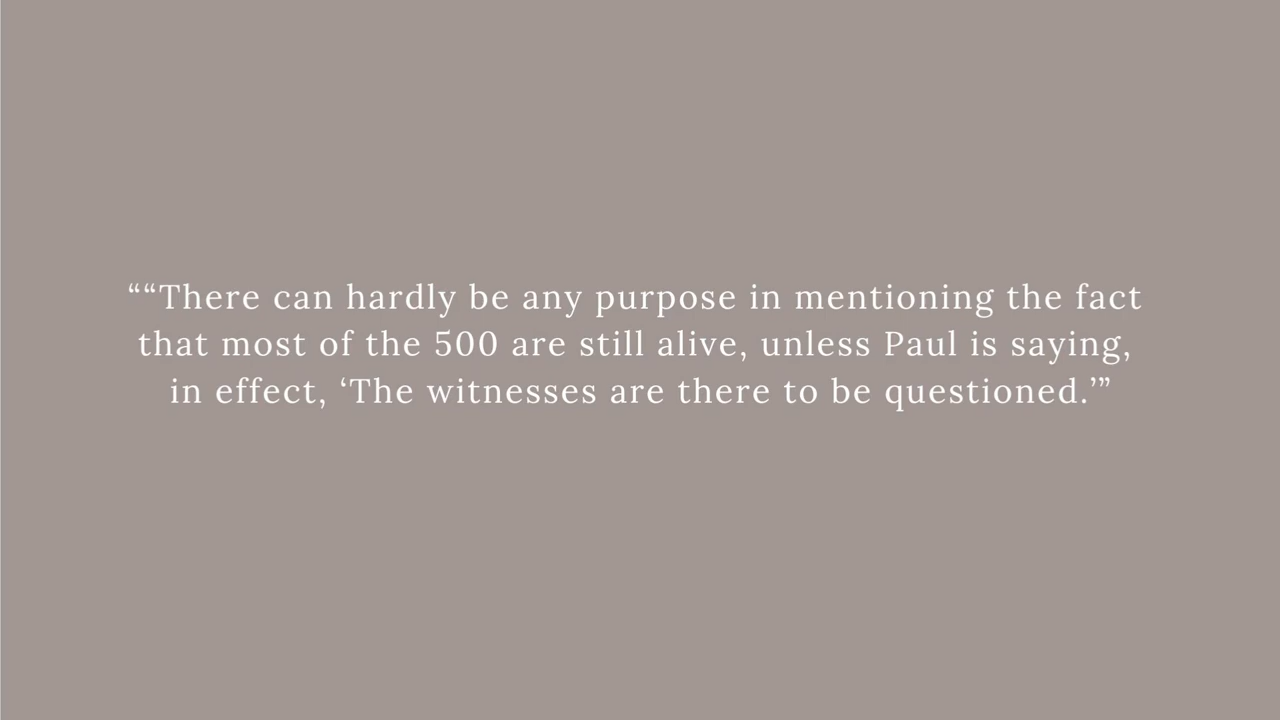 ““There can hardly be any purpose in mentioning the fact
that most of the 500 are still alive, unless Paul is saying,
in effect, ‘The witnesses are there to be questioned.’”